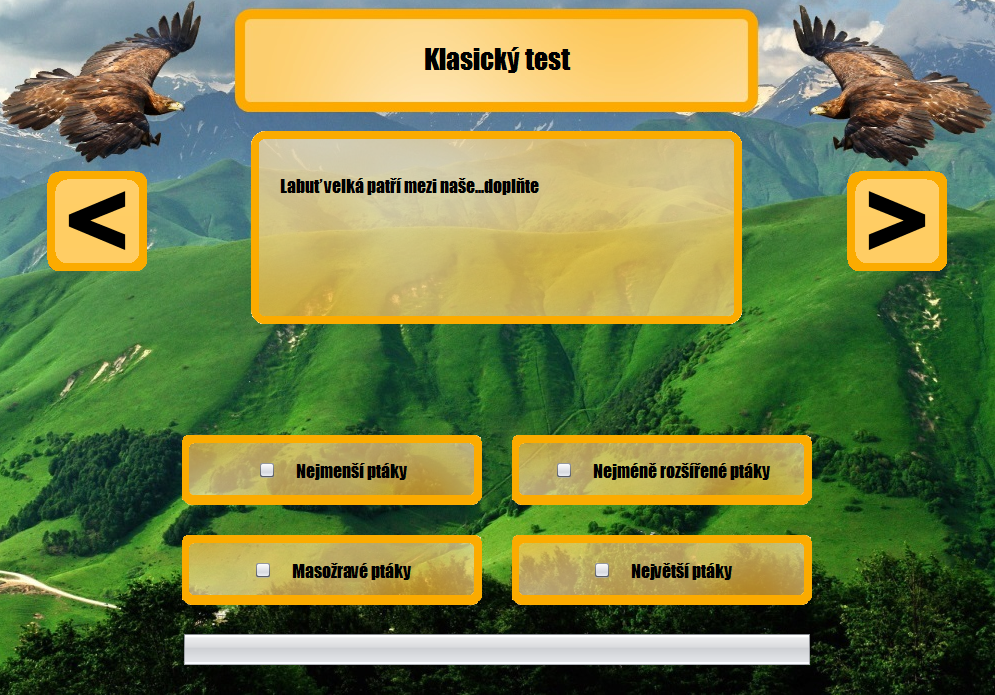 Klasický test
<
>
Labuť velká patří mezi naše...doplňte
Nejmenší ptáky
Nejméně rozšířené ptáky
Masožravé ptáky
Největší ptáky